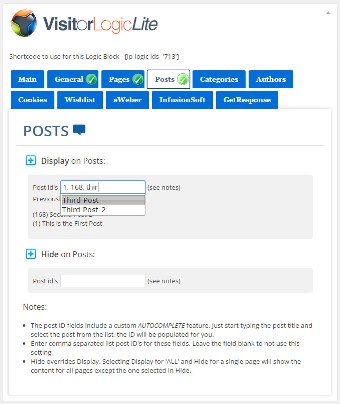 VisitorLogicLite
Shortcode to use for this Logic Block [lp-logic ids "713"]
Main
General
Pages
Posts
Categories
Authors
Cookies
Wishlist
aWeber
InfusionSoft
GetResponse
POSTS
Display on Posts:
Post id's 1, 168, thir (see notes)
Third Post
Previous
Third Post 2
(168) Second Post 2
(1) This is the First Post
Hide on Posts:
Post id's (see notes)
Notes:
The post ID fields include a custom AUTOCOMPLETE feature. Just start typing the post title and
select the post from the list, the ID will be populated for you.
Enter comma separated list post ID's for these fields. Leave the field blank to not use this
setting.
Hide overrides Display. Selecting Display for 'ALL' and Hide for a single page will show the
content for all pages except the one selected in Hide.